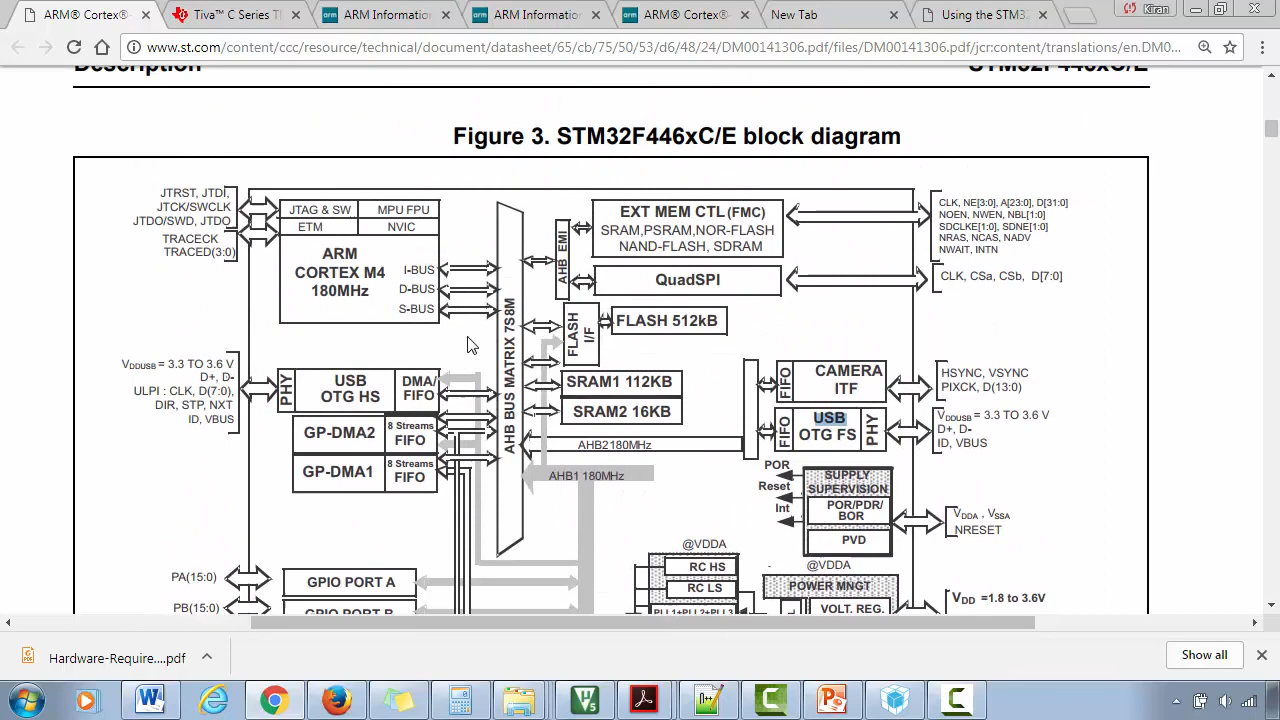 ARM® Cortex®-
Tiva™ C Series T
ARM Informatio
ARM Informatio
ARM® Cortex®-
New Tab
Using the STM3
Kiran
www.st.com/content/ccc/resource/technical/document/datasheet/65/cb/75/50/53/d6/48/24/DM00141306.pdf/files/DM00141306.pdf/jcr:content/translations/en.DM0...
Description
STM32F446xC/E
Figure 3. STM32F446xC/E block diagram
JTRST, JTDI,
JTCK/SWCLK
JTDO/SWD, JTDO
TRACECK
TRACED(3:0)
JTAG & SW
MPU FPU
ETM
NVIC
ARM
CORTEX M4
180MHz
I-BUS
D-BUS
S-BUS
AHB BUS MATRIX 7S8M
AHB EMI
EXT MEM CTL (FMC)
SRAM,PSRAM,NOR-FLASH
NAND-FLASH, SDRAM
CLK, NE[3:0], A[23:0], D[31:0]
NOEN, NWEN, NBL[1:0]
SDCLKE[1:0], SDNE[1:0]
NRAS, NCAS, NADV
NWAIT, INTN
QuadSPI
CLK, CSa, CSb, D[7:0]
FLASH
I/F
FLASH 512kB
VDDUSB = 3.3 TO 3.6 V
D+, D-
ULPI : CLK, D(7:0),
DIR, STP, NXT
ID, VBUS
PHY
USB
OTG HS
DMA/
FIFO
SRAM1 112KB
SRAM2 16KB
FIFO
CAMERA
ITF
HSYNC, VSYNC
PIXCK, D(13:0)
GP-DMA2
8 Streams
FIFO
GP-DMA1
8 Streams
FIFO
FIFO
USB
OTG FS
PHY
VDDUSB = 3.3 TO 3.6 V
D+, D-
ID, VBUS
AHB2 180MHz
AHB1 180MHz
POR
Reset
Int
SUPPLY
SUPERVISION
POR/PDR/
BOR
PVD
VDDA , VSSA
NRESET
@VDDA
RC HS
RC LS
PLL1+PLL2+PLL3
@VDDA
POWER MNGT
VOLT. REG.
VDD =1.8 to 3.6V
PA(15:0)
GPIO PORT A
PB(15:0)
GPIO PORT B
Hardware-Require....pdf
Show all